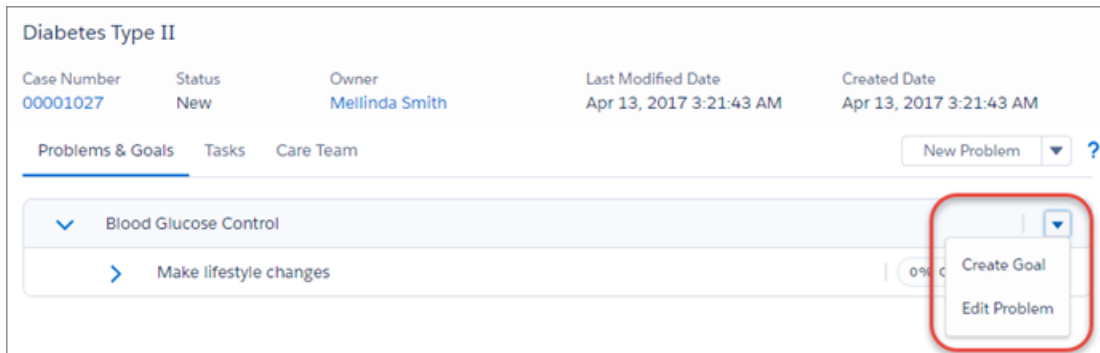 Diabetes Type II
Case Number Status Owner Last Modified Date Created Date
00001027 New Mellinda Smith Apr 13, 2017 3:21:43 AM Apr 13, 2017 3:21:43 AM
Problems & Goals Tasks Care Team New Problem ?
Blood Glucose Control
Create Goal
Make lifestyle changes 0%
Edit Problem